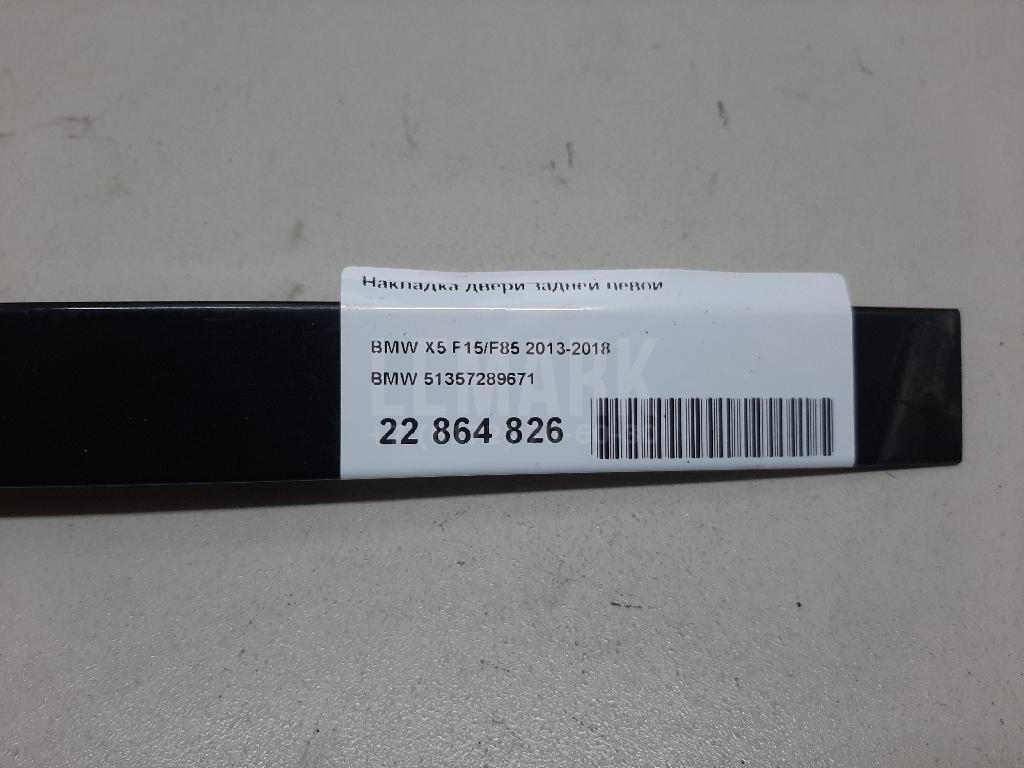 Накладка двери задней левой
BMW X5 F15/F85 2013-2018
BMW 51357289671
22 864 826